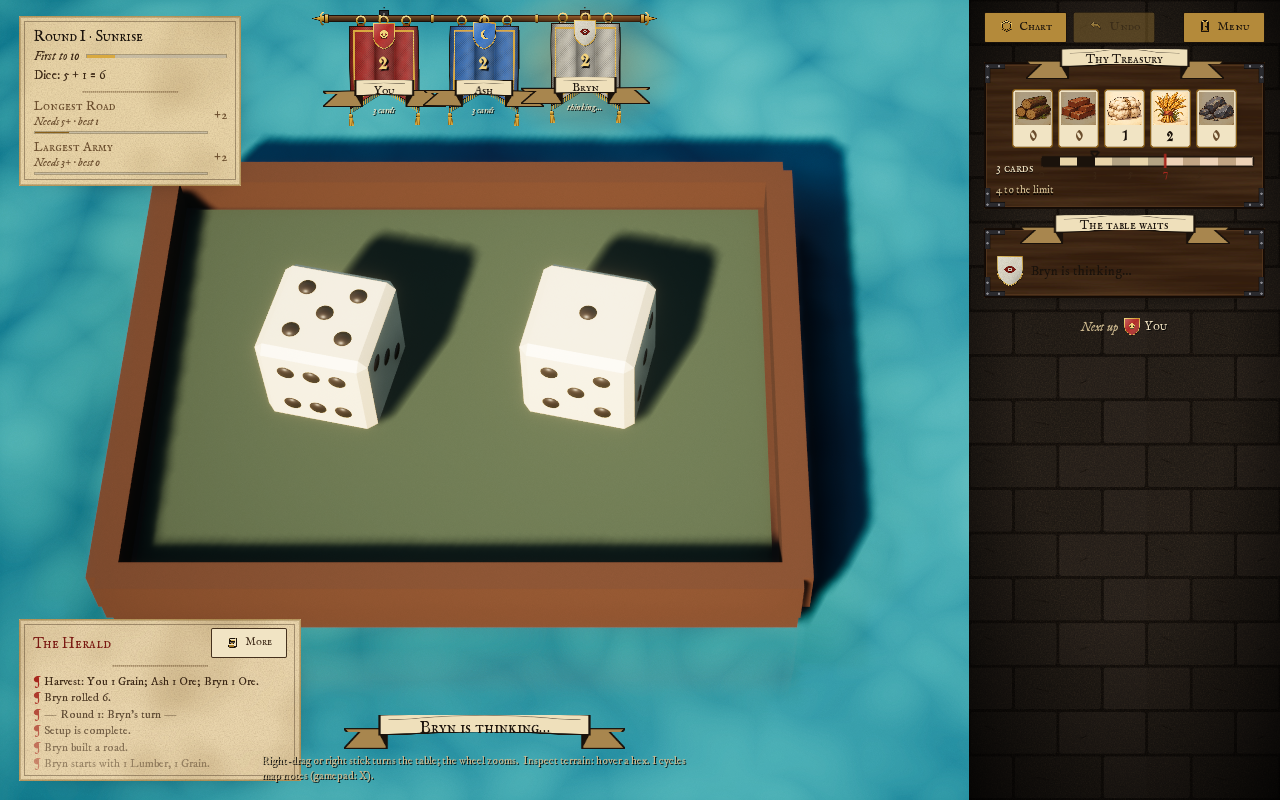 Round I · Sunrise
First to 10
Dice: 5 + 1 = 6
Longest Road
Needs 5+ · best 1
+2
Largest Army
Needs 3+ · best 0
+2
2
You
3 cards
2
Ash
3 cards
2
Bryn
thinking...
Chart
Undo
Menu
Thy Treasury
0
0
1
2
0
3 cards
7
4 to the limit
The table waits
Bryn is thinking...
Next up You
The Herald
More
¶ Harvest: You 1 Grain; Ash 1 Ore; Bryn 1 Ore.
¶ Bryn rolled 6.
¶ — Round 1: Bryn's turn —
¶ Setup is complete.
¶ Bryn built a road.
¶ Bryn starts with 1 Lumber, 1 Grain.
Bryn is thinking...
Right-drag or right stick turns the table; the wheel zooms. Inspect terrain: hover a hex. I cycles
map notes (gamepad: X).